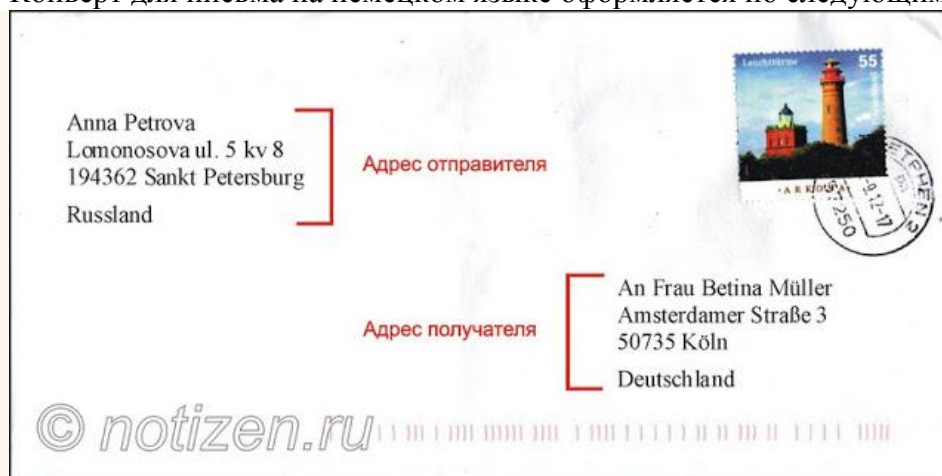 Конверт для письма на немецком языке оформляется по следующим
Leuchttürme 55
Anna Petrova
Lomonosova ul. 5 kv 8
194362 Sankt Petersburg
Russland
Адрес отправителя
An Frau Betina Müller
Amsterdamer Straße 3
50735 Köln
Deutschland
Адрес получателя
© notizen.ru